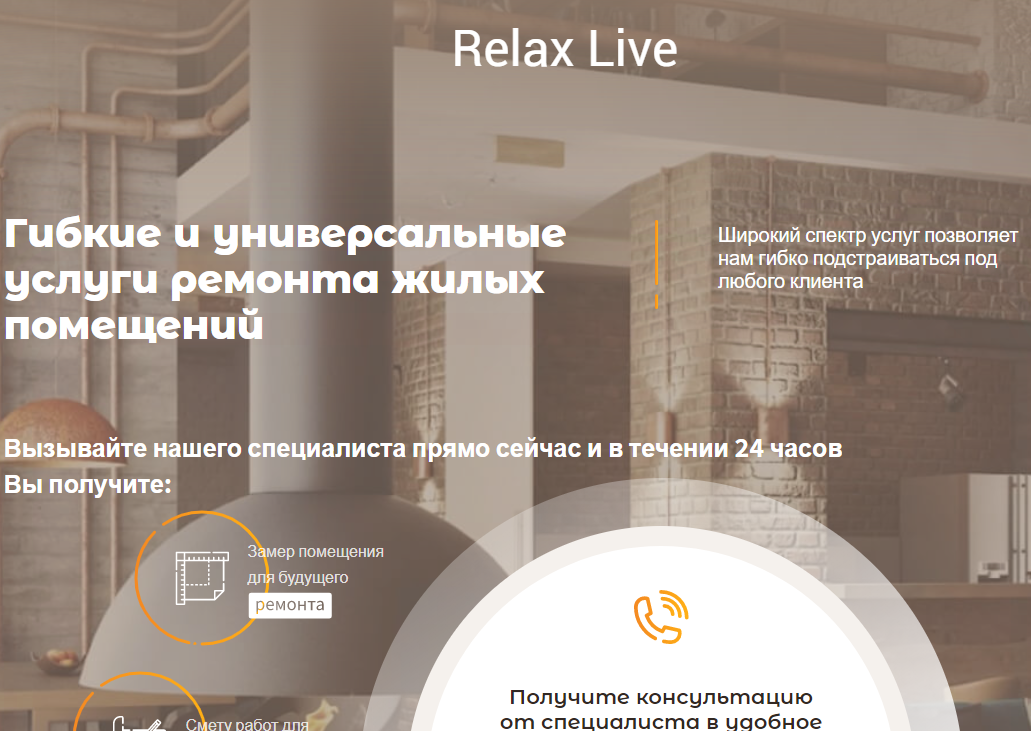 Relax Live
Гибкие и универсальные
услуги ремонта жилых
помещений
Широкий спектр услуг позволяет
нам гибко подстраиваться под
любого клиента
Вызывайте нашего специалиста прямо сейчас и в течении 24 часов
Вы получите:
Замер помещения
для будущего
ремонта
Смету работ для
Получите консультацию
от специалиста в удобное